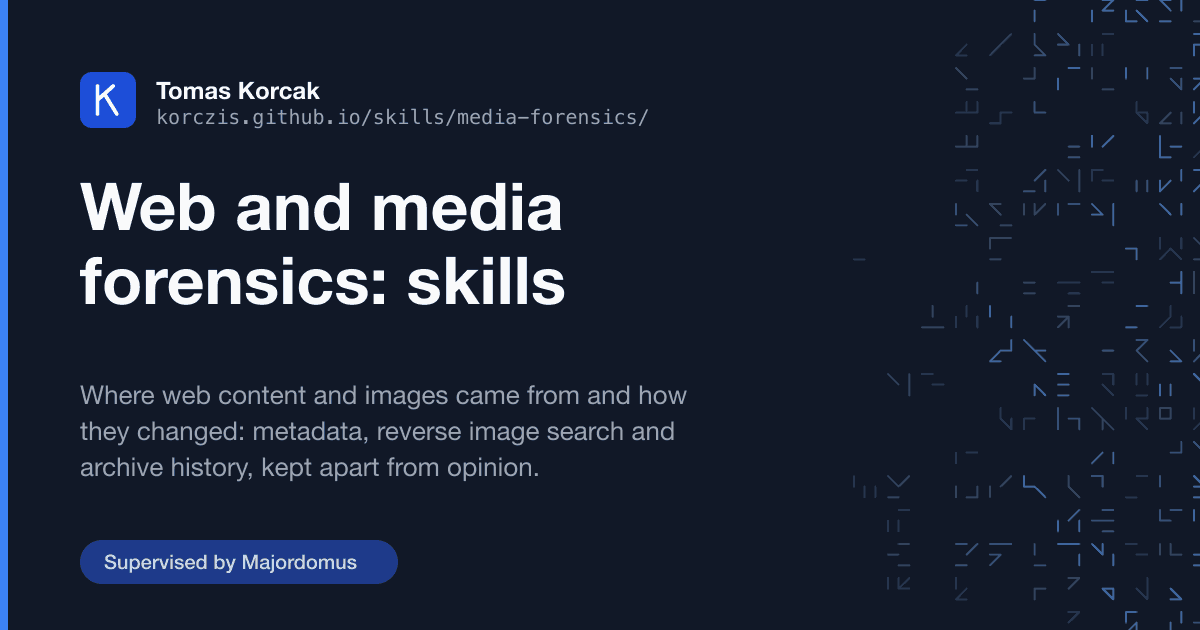 Tomas Korcak
korczis.github.io/skills/media-forensics/
Web and media
forensics: skills
Where web content and images came from and how
they changed: metadata, reverse image search and
archive history, kept apart from opinion.
Supervised by Majordomus